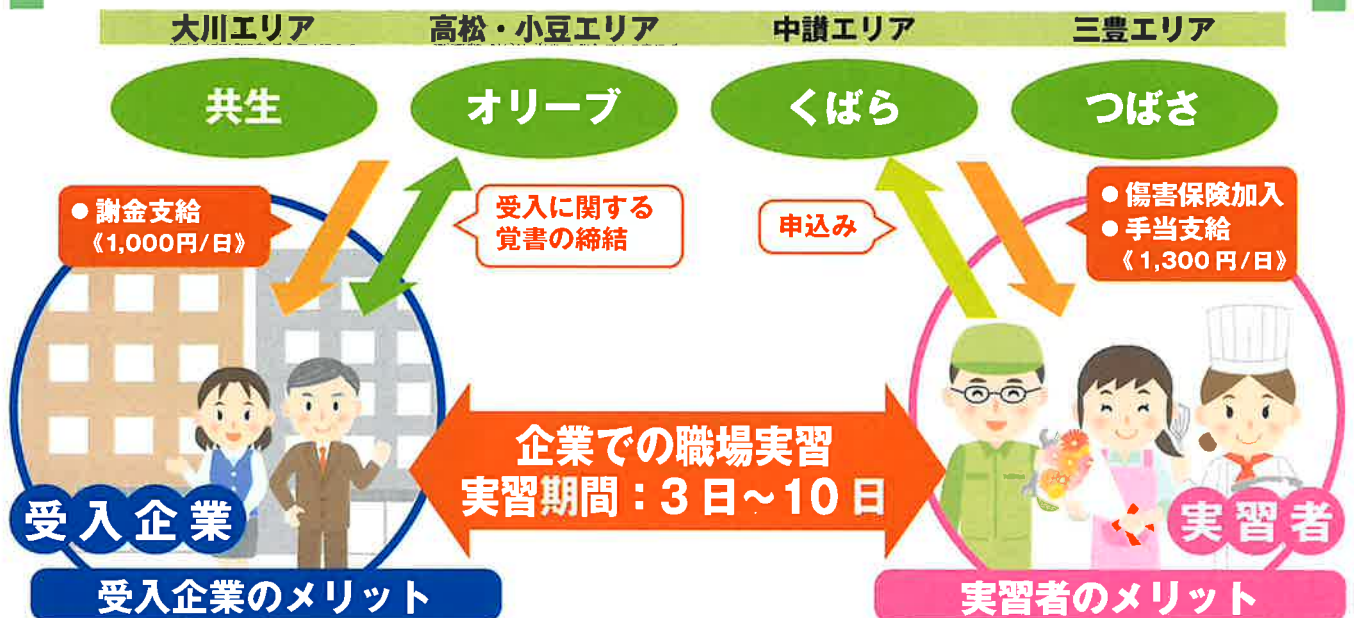 大川エリア 高松・小豆エリア 中讃エリア 三豊エリア
共生 オリーブ くばら つばさ
● 謝金支給
《1,000円/日》
受入に関する
覚書の締結
申込み
● 傷害保険加入
● 手当支給
《1,300円/日》
企業での職場実習
実習期間：3日～10日
受入企業
実習者
受入企業のメリット
実習者のメリット